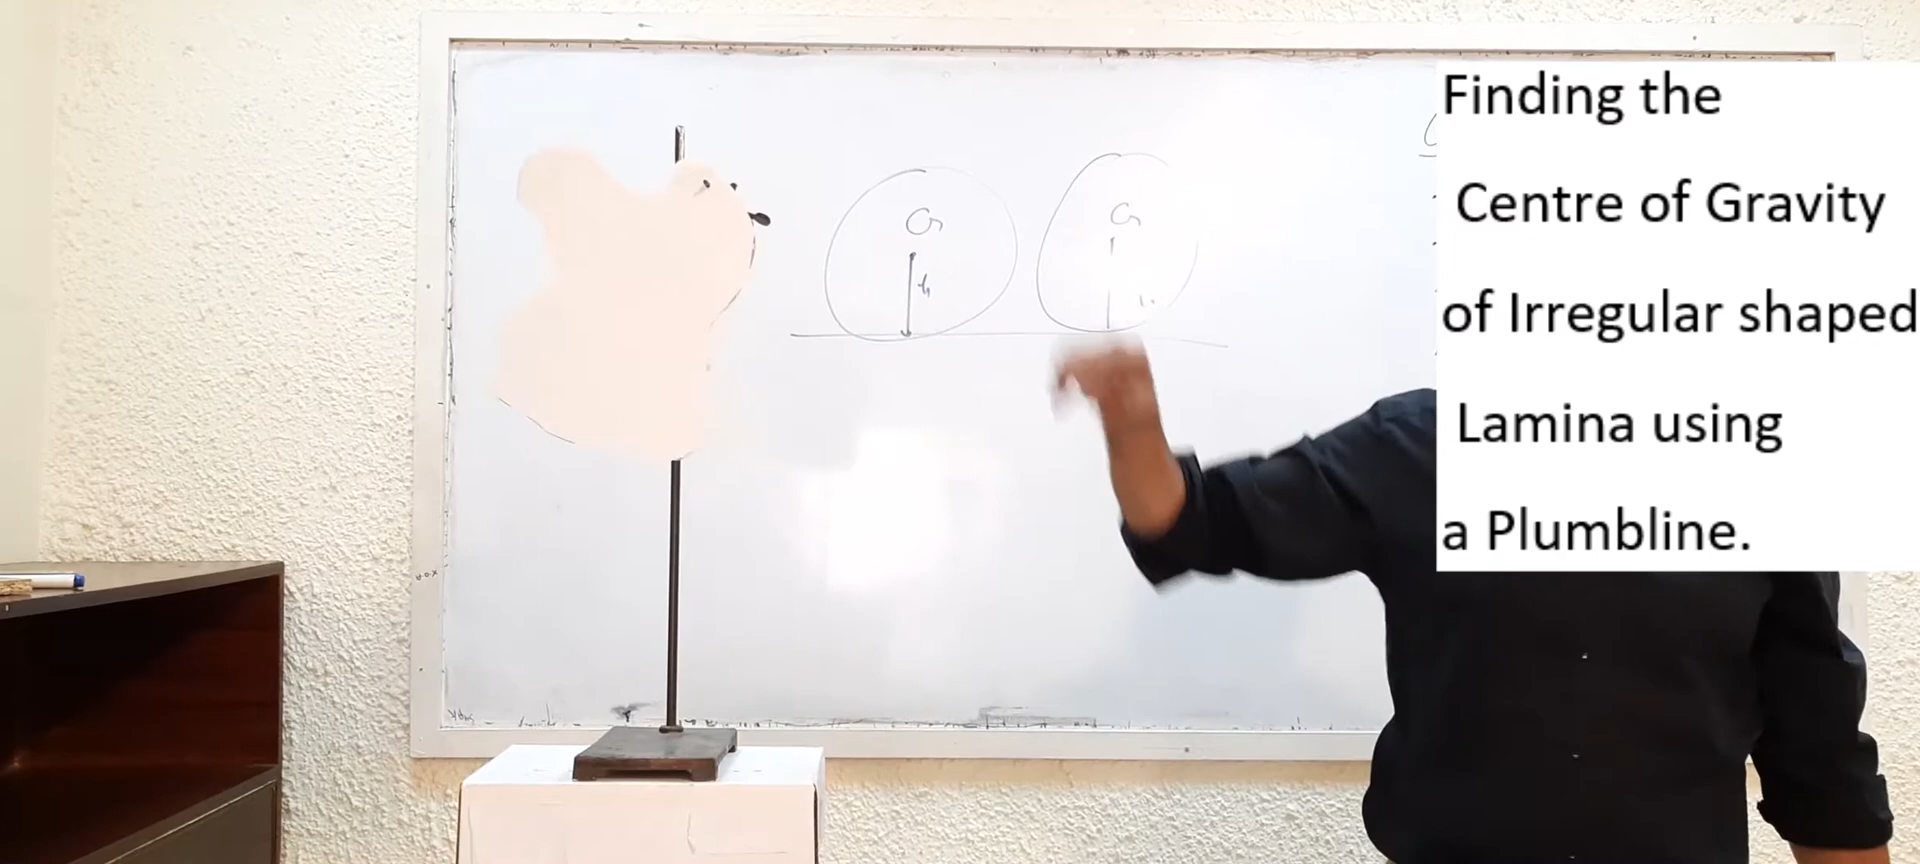 G
h
G
h
Finding the
Centre of Gravity
of Irregular shaped
Lamina using
a Plumbline.